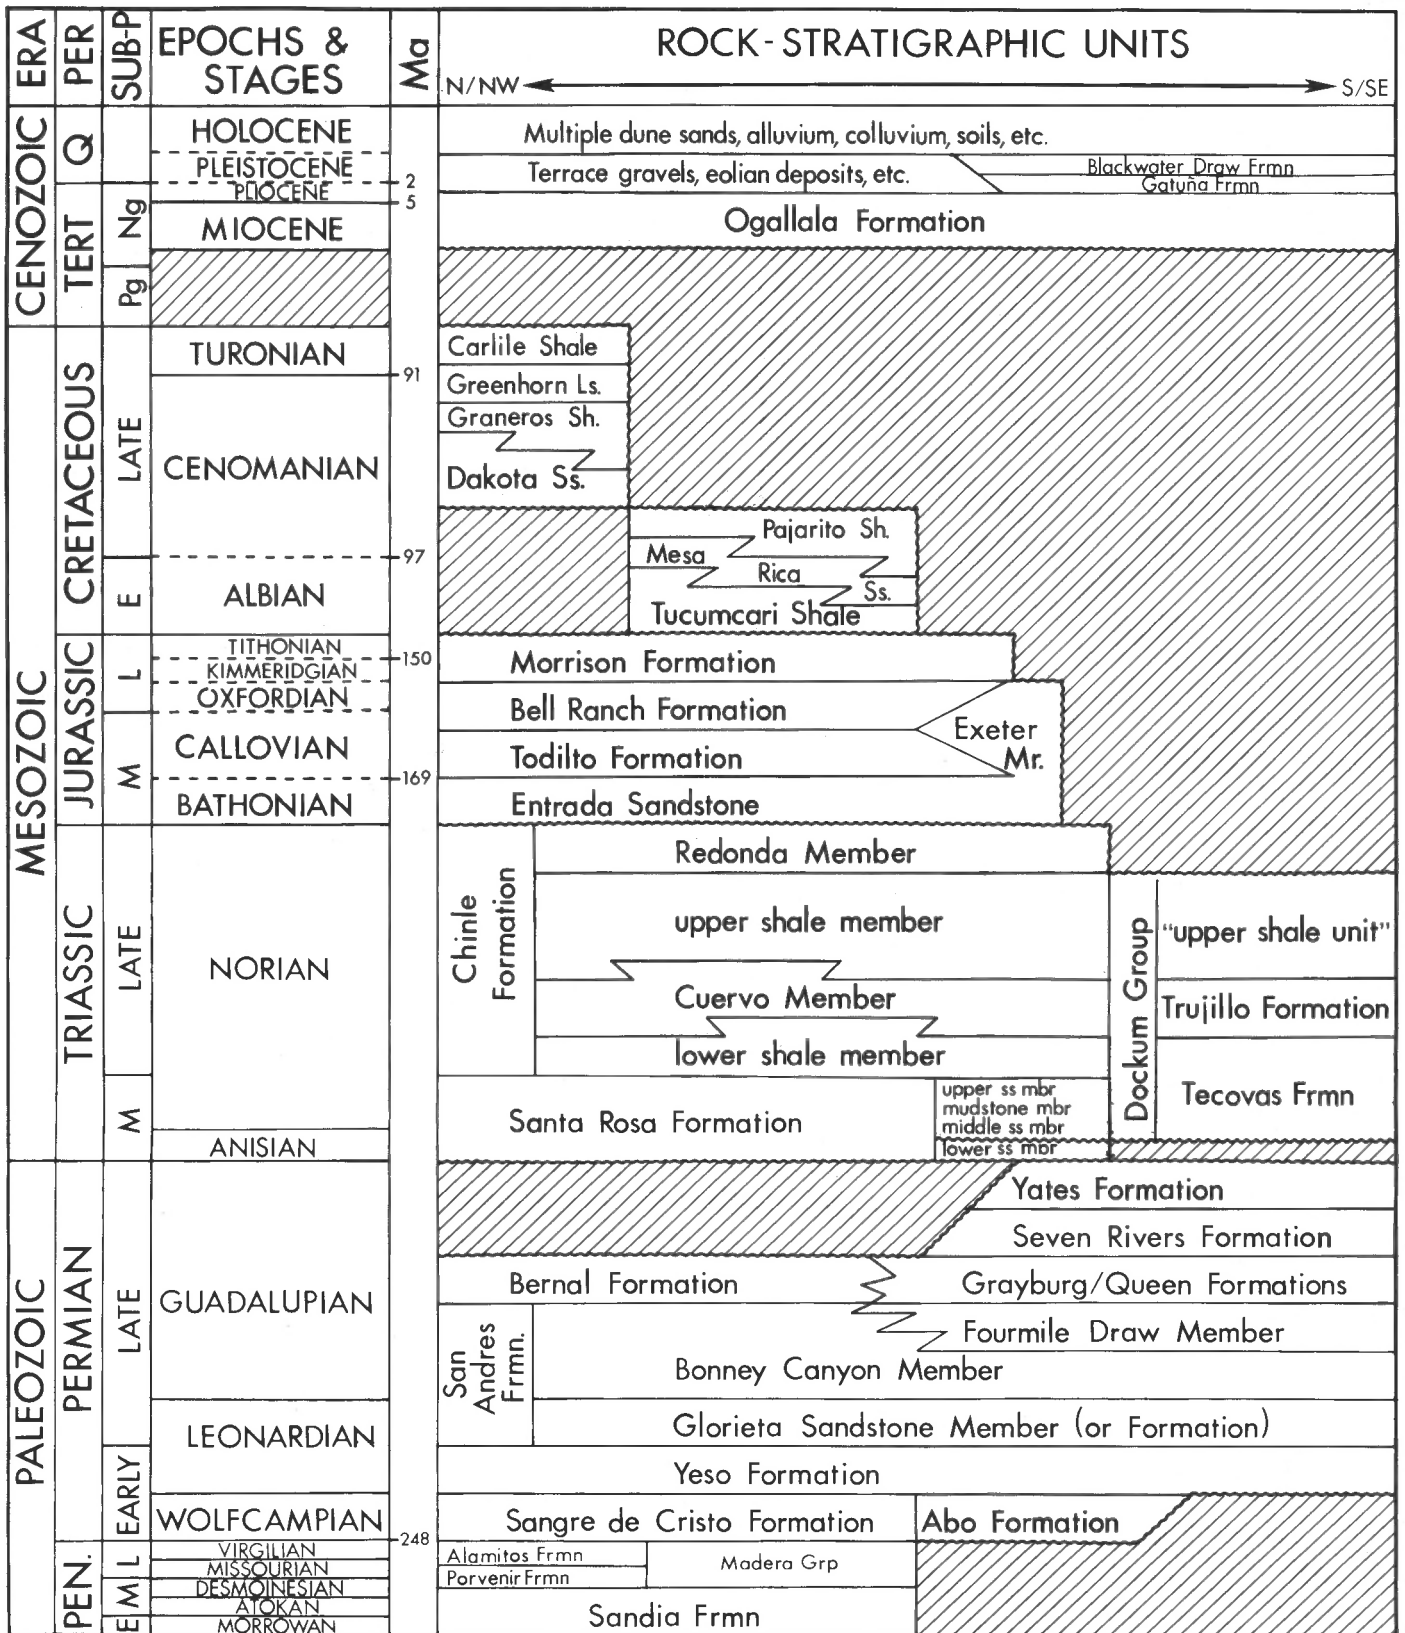 ERA
PER
SUB-P
EPOCHS &
STAGES
Ma
ROCK-STRATIGRAPHIC UNITS
N/NW
S/SE
CENOZOIC
Q
HOLOCENE
Multiple dune sands, alluvium, colluvium, soils, etc.
PLEISTOCENE
Terrace gravels, eolian deposits, etc.
Blackwater Draw Frmn
2
PLIOCENE
Gatuña Frmn
5
TERT
Ng
MIOCENE
Ogallala Formation
Pg
MESOZOIC
CRETACEOUS
LATE
TURONIAN
Carlile Shale
91
Greenhorn Ls.
Graneros Sh.
CENOMANIAN
Dakota Ss.
Pajarito Sh.
97
Mesa
Rica
Ss.
E
ALBIAN
Tucumcari Shale
JURASSIC
L
TITHONIAN
150
Morrison Formation
KIMMERIDGIAN
OXFORDIAN
Bell Ranch Formation
Exeter
Mr.
M
CALLOVIAN
Todilto Formation
169
BATHONIAN
Entrada Sandstone
TRIASSIC
LATE
NORIAN
Chinle
Formation
Redonda Member
upper shale member
Dockum Group
"upper shale unit"
Cuervo Member
Trujillo Formation
lower shale member
Tecovas Frmn
M
Santa Rosa Formation
upper ss mbr
mudstone mbr
middle ss mbr
lower ss mbr
ANISIAN
PALEOZOIC
PERMIAN
LATE
Yates Formation
Seven Rivers Formation
GUADALUPIAN
Bernal Formation
Grayburg/Queen Formations
San
Andres
Frmn.
Fourmile Draw Member
Bonney Canyon Member
LEONARDIAN
Glorieta Sandstone Member (or Formation)
EARLY
Yeso Formation
WOLFCAMPIAN
Sangre de Cristo Formation
Abo Formation
248
PEN.
L
VIRGILIAN
Alamitos Frmn
Madera Grp
MISSOURIAN
Porvenir Frmn
M
DESMOINESIAN
ATOKAN
Sandia Frmn
E
MORROWAN